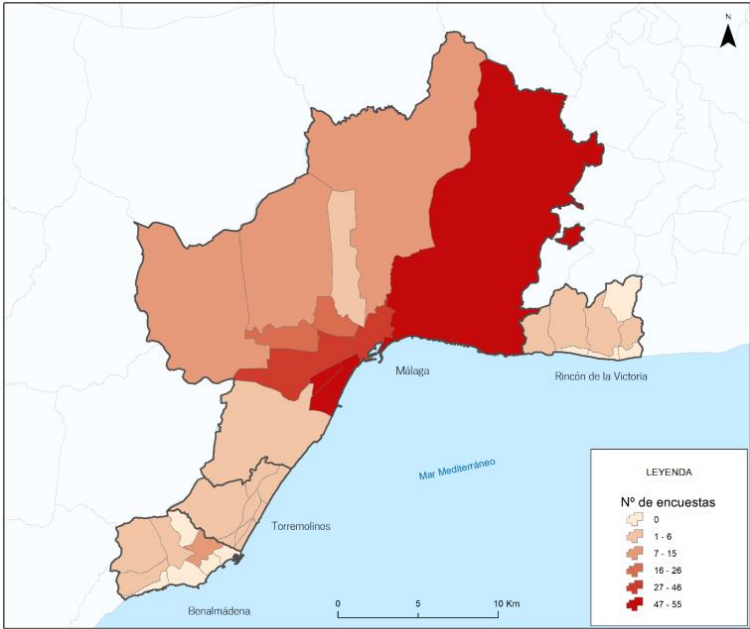 N
Málaga
Rincón de la Victoria
Mar Mediterráneo
Torremolinos
Benalmádena
0 5 10 Km
LEYENDA
Nº de encuestas
0
1 - 6
7 - 15
16 - 26
27 - 46
47 - 55